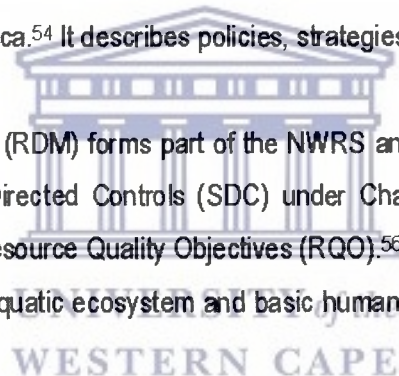 ca.54 It describes policies, strategies
(RDM) forms part of the NWRS an
irected Controls (SDC) under Cha
esource Quality Objectives (RQO).56
quatic ecosystem and basic human
UNIVERSITY of the
WESTERN CAPE